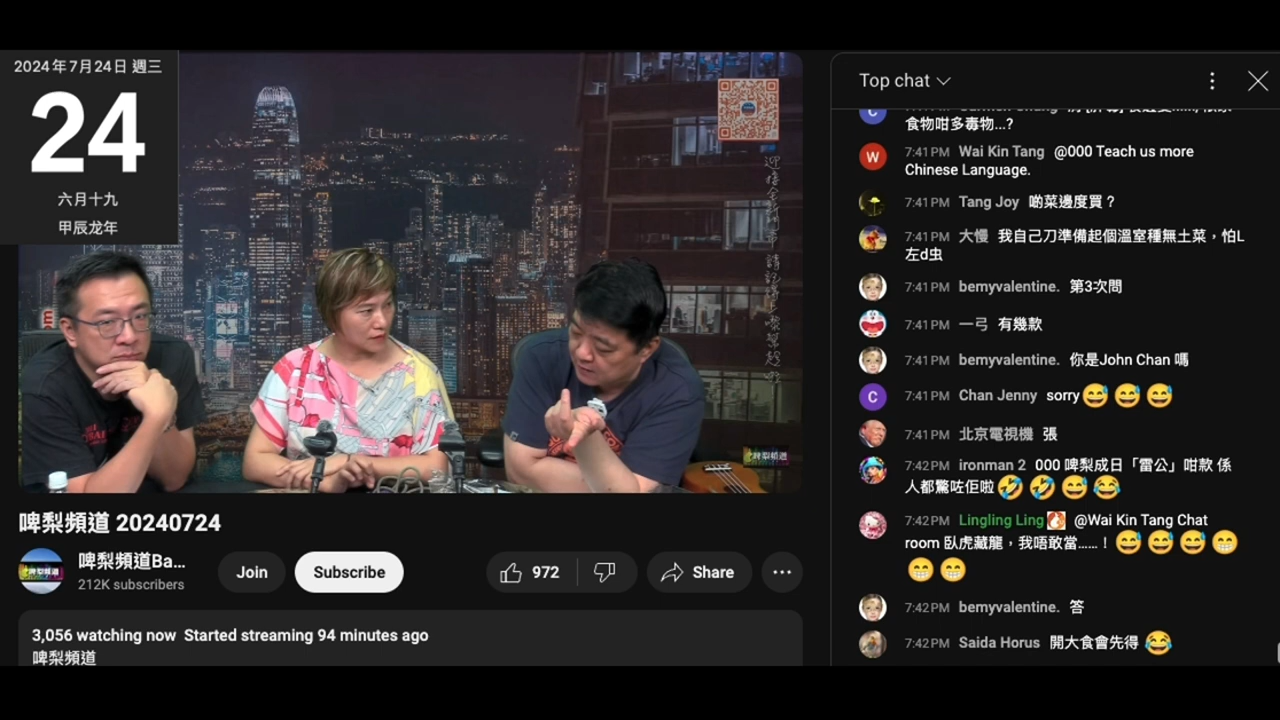 2024年7月24日 週三
24
六月十九
甲辰龙年
啤梨頻道
啤梨頻道 20240724
啤梨頻道Ba...
212K subscribers
Join
Subscribe
972
Share
3,056 watching now Started streaming 94 minutes ago
啤梨頻道
Top chat
食物咁多毒物...?
W
7:41 PM Wai Kin Tang @000 Teach us more
Chinese Language.
7:41 PM Tang Joy 啲菜邊度買？
7:41 PM 大慢 我自己刀準備起個溫室種無土菜，怕L
左d虫
7:41 PM bemyvalentine. 第3次問
7:41 PM 一弓 有幾款
7:41 PM bemyvalentine. 你是John Chan 嗎
C
7:41 PM Chan Jenny sorry😅😅😅
7:41 PM 北京電視機 張
7:42 PM ironman 2 000 啤梨成日「雷公」咁款 係
人都驚咗佢啦🤣🤣😅😂
7:42 PM Lingling Ling @Wai Kin Tang Chat
room 臥虎藏龍，我唔敢當......！😅😅😅😁
😁😁
7:42 PM bemyvalentine. 答
7:42 PM Saida Horus 開大食會先得 😂